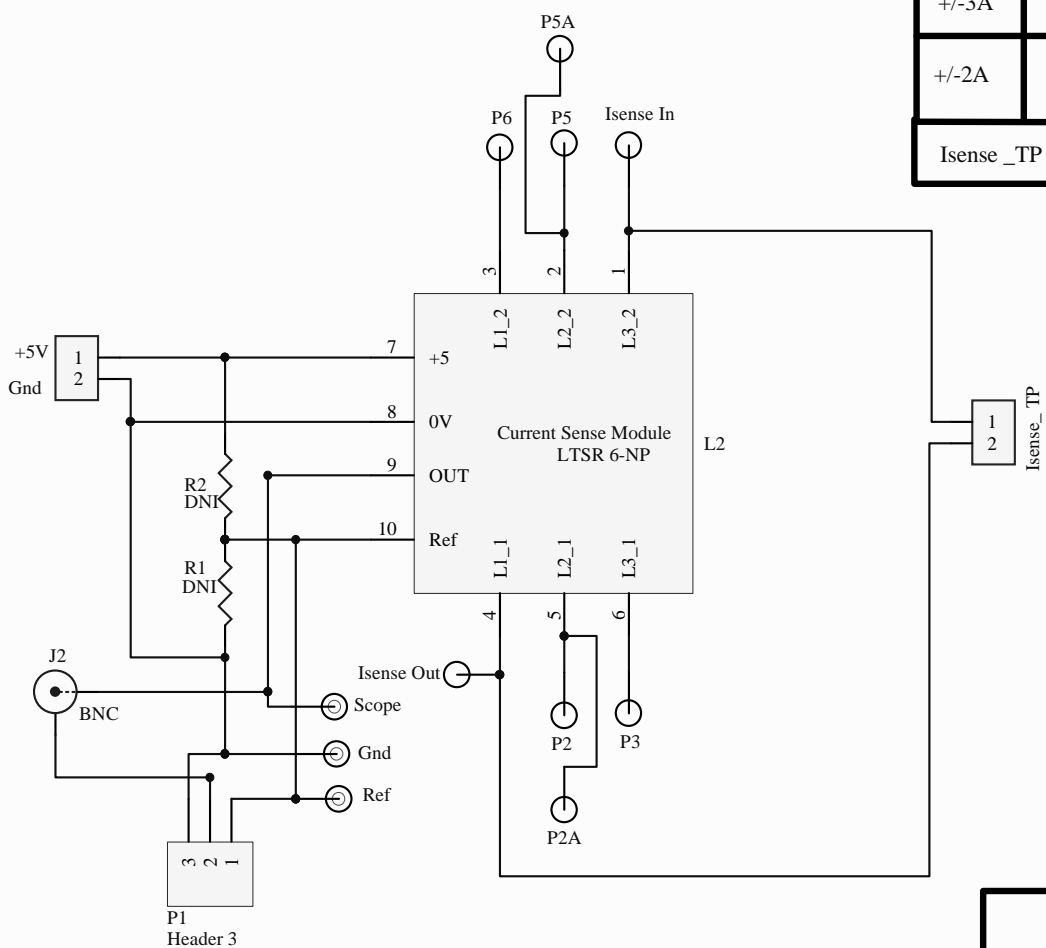 +/-3A
+/-2A
Isense _TP
P5A
P6
P5
Isense In
3
2
1
L1_2
L2_2
L3_2
+5V
Gnd
1
2
7
+5
8
0V
9
OUT
10
Ref
Current Sense Module
LTSR 6-NP
L2
1
2
Isense_ TP
R2
DNI
R1
DNI
L1_1
L2_1
L3_1
4
5
6
J2
BNC
Isense Out
Scope
Gnd
Ref
P2
P3
P2A
3
2
1
P1
Header 3